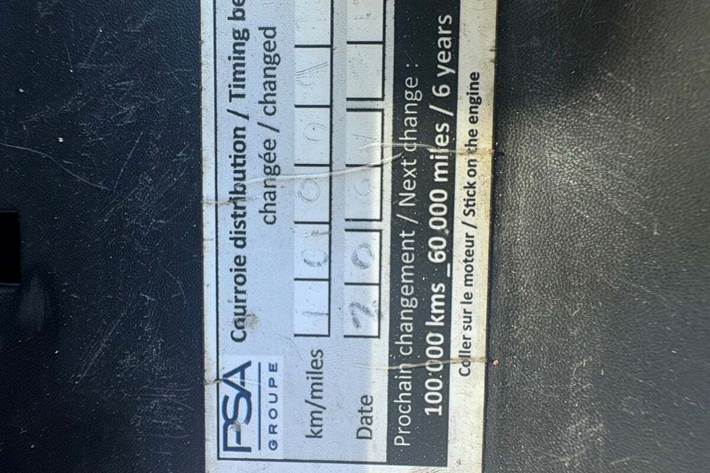 PSA
GROUPE
Courroie distribution / Timing be
changée / changed
km/miles
Date 20
Prochain changement / Next change :
100.000 kms _60.000 miles / 6 years
Coller sur le moteur / Stick on the engine